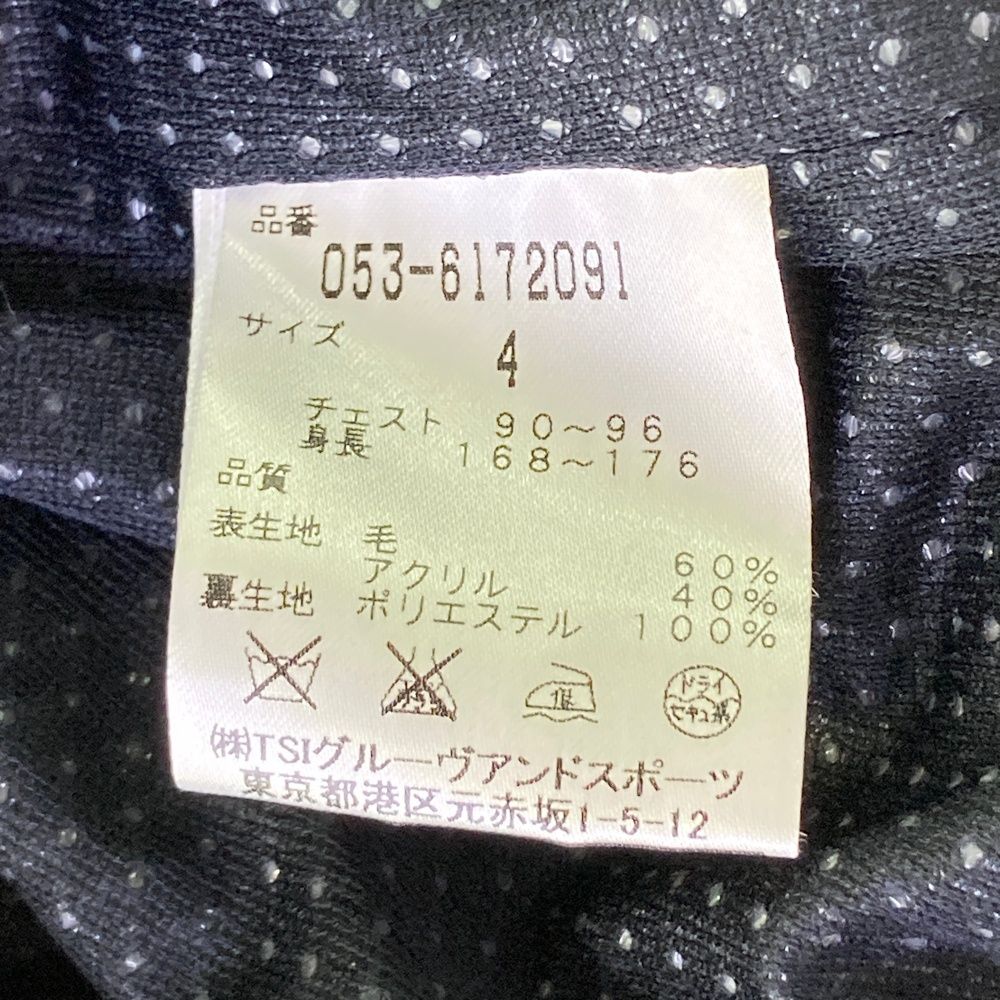 品番
053-6172091
サイズ
4
チェスト 90~96
身長 168~176
品質
表生地 毛 60%
アクリル 40%
裏生地 ポリエステル 100%
低 ドライ セキユ系
㈱TSIグルーヴアンドスポーツ
東京都港区元赤坂1-5-12